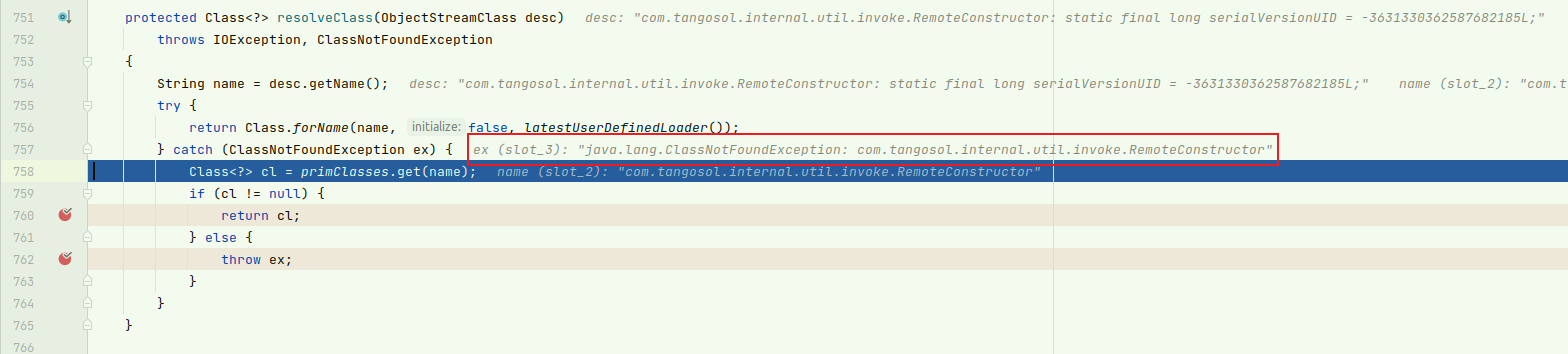 751 protected Class<?> resolveClass(ObjectStreamClass desc) desc: "com.tangosol.internal.util.invoke.RemoteConstructor: static final long serialVersionUID = -3631330362587682185L;"
752 throws IOException, ClassNotFoundException
753 {
754 String name = desc.getName(); desc: "com.tangosol.internal.util.invoke.RemoteConstructor: static final long serialVersionUID = -3631330362587682185L;" name (slot_2): "com.t
755 try {
756 return Class.forName(name, initialize: false, latestUserDefinedLoader());
757 } catch (ClassNotFoundException ex) { ex (slot_3): "java.lang.ClassNotFoundException: com.tangosol.internal.util.invoke.RemoteConstructor"
758 Class<?> cl = primClasses.get(name); name (slot_2): "com.tangosol.internal.util.invoke.RemoteConstructor"
759 if (cl != null) {
760 return cl;
761 } else {
762 throw ex;
763 }
764 }
765 }
766